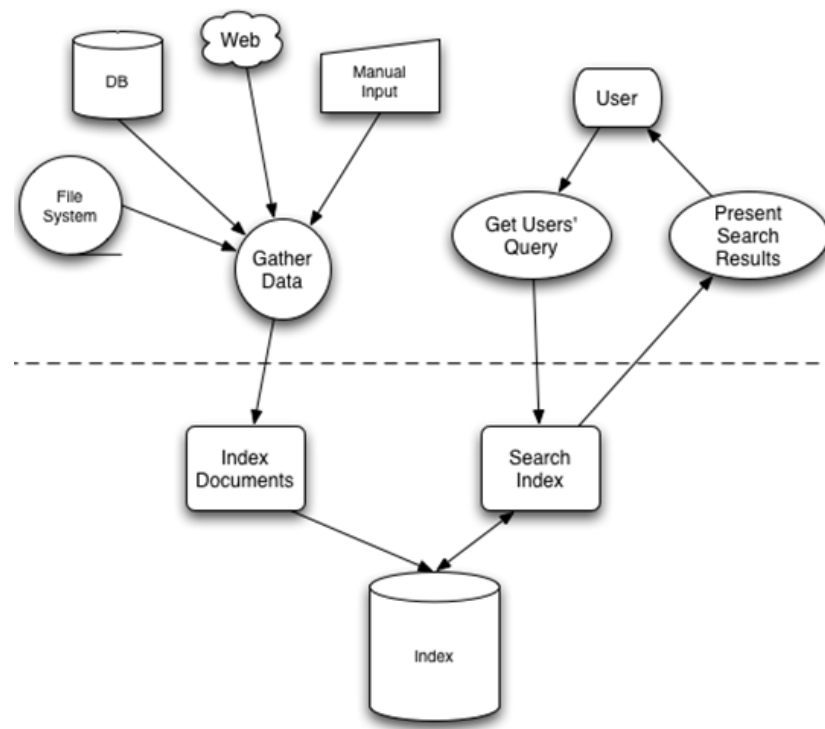 Web
DB
Manual
Input
User
File
System
Gather
Data
Get Users'
Query
Present
Search
Results
Index
Documents
Search
Index
Index